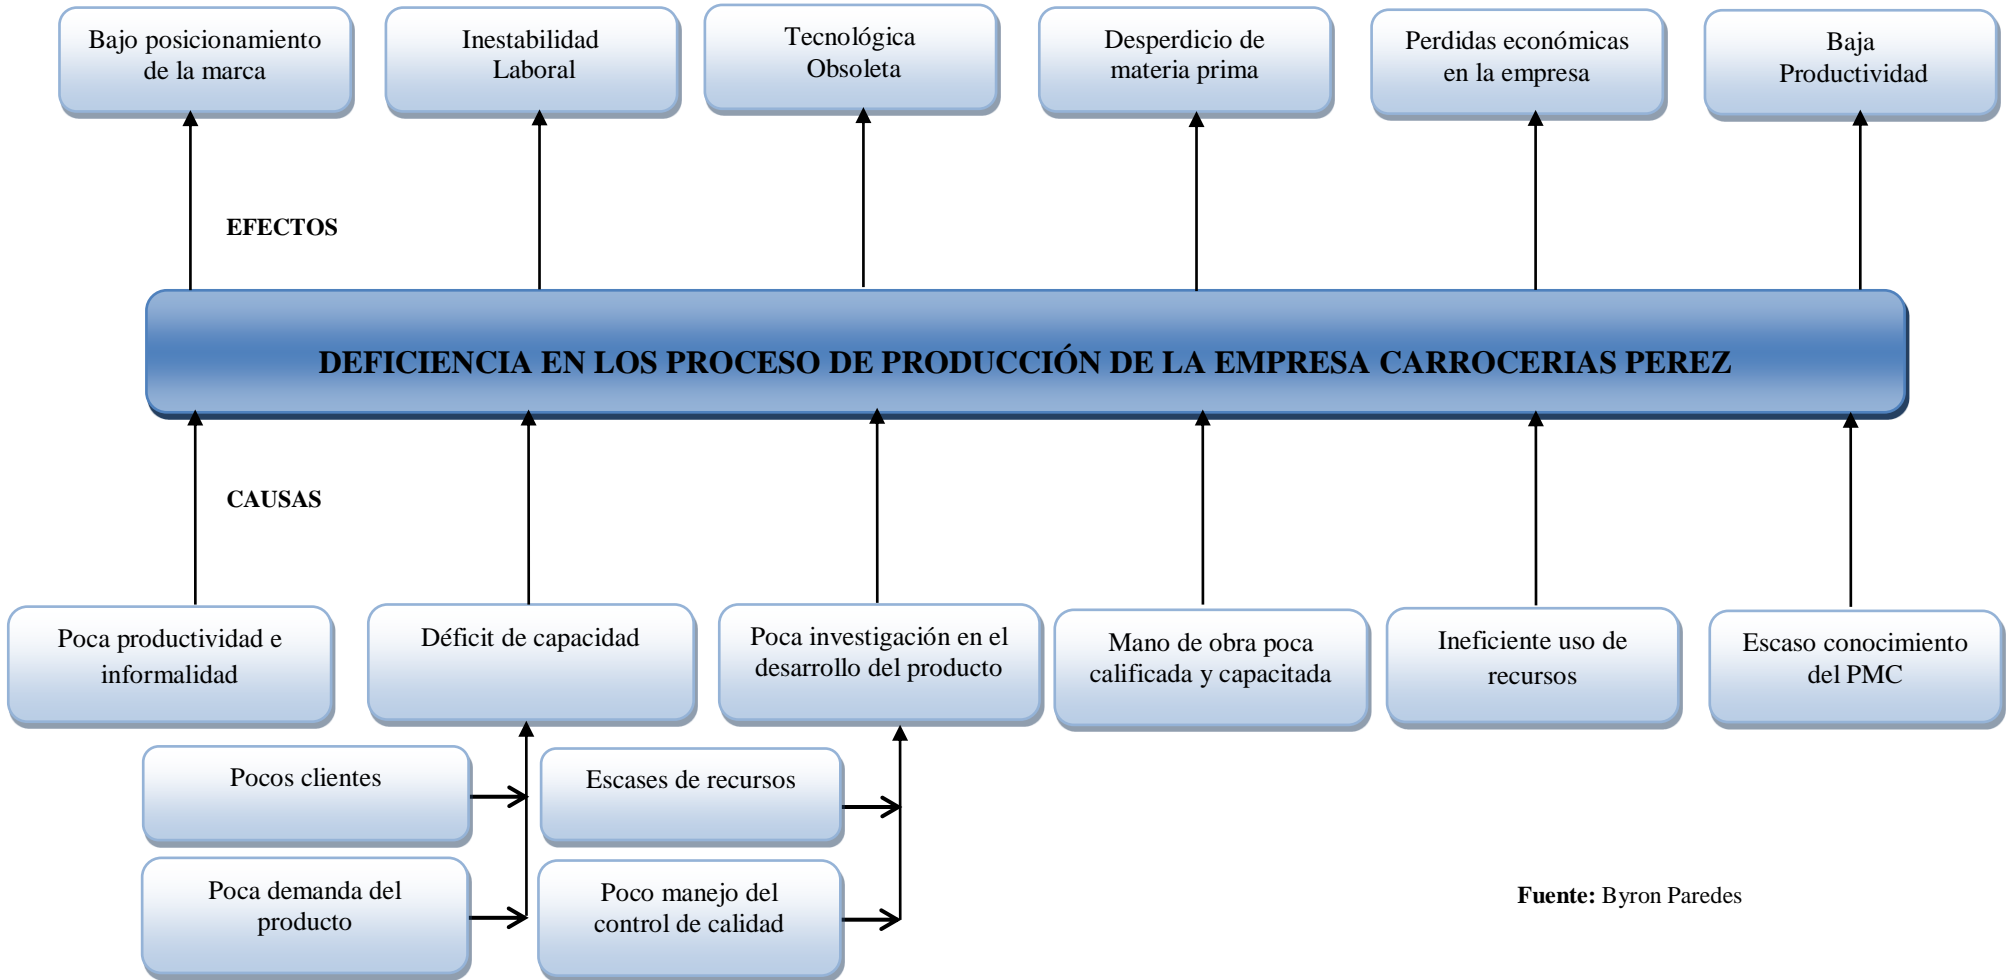 Bajo posicionamiento
de la marca
Inestabilidad
Laboral
Tecnológica
Obsoleta
Desperdicio de
materia prima
Perdidas económicas
en la empresa
Baja
Productividad
EFECTOS
DEFICIENCIA EN LOS PROCESO DE PRODUCCIÓN DE LA EMPRESA CARROCERIAS PEREZ
CAUSAS
Poca productividad e
informalidad
Déficit de capacidad
Poca investigación en el
desarrollo del producto
Mano de obra poca
calificada y capacitada
Ineficiente uso de
recursos
Escaso conocimiento
del PMC
Pocos clientes
Escases de recursos
Poca demanda del
producto
Poco manejo del
control de calidad
Fuente: Byron Paredes